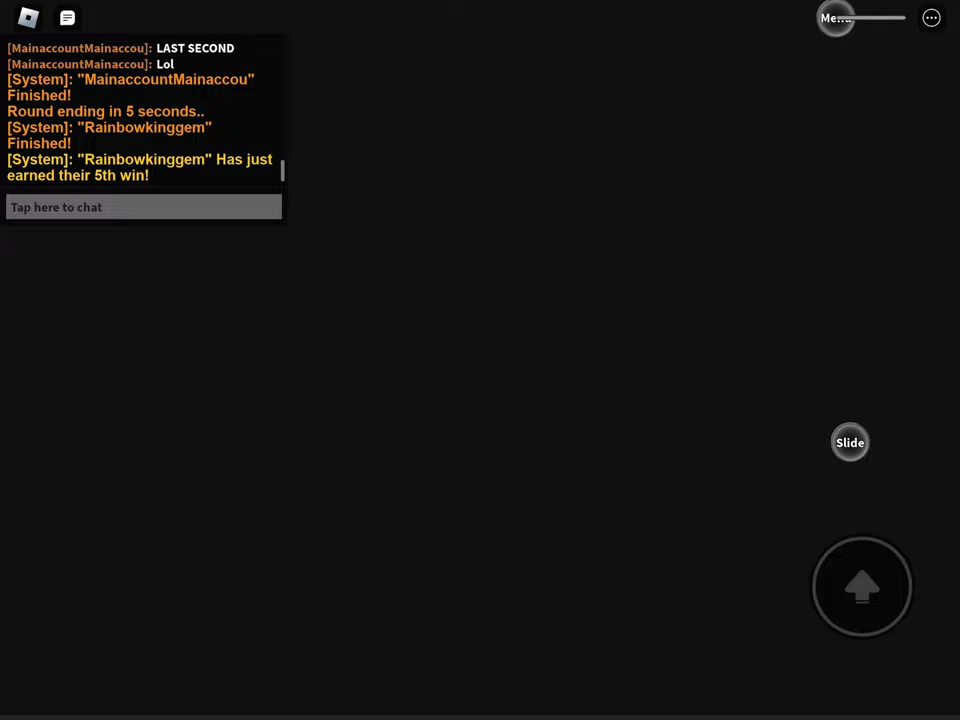 Menu
[MainaccountMainaccou]: LAST SECOND
[MainaccountMainaccou]: Lol
[System]: "MainaccountMainaccou"
Finished!
Round ending in 5 seconds..
[System]: "Rainbowkinggem"
Finished!
[System]: "Rainbowkinggem" Has just
earned their 5th win!
Tap here to chat
Slide